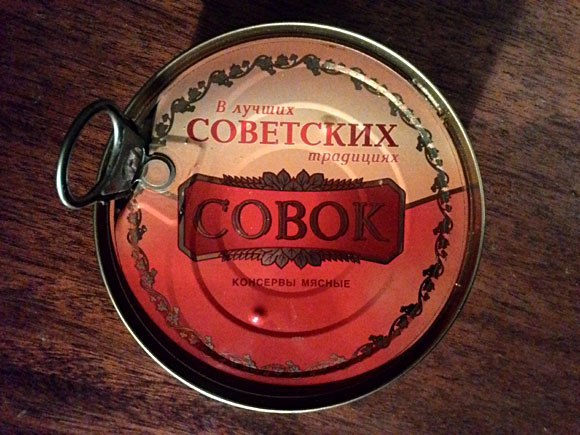 В лучших
СОВЕТСКИХ
традициях
СОВОК
КОНСЕРВЫ МЯСНЫЕ